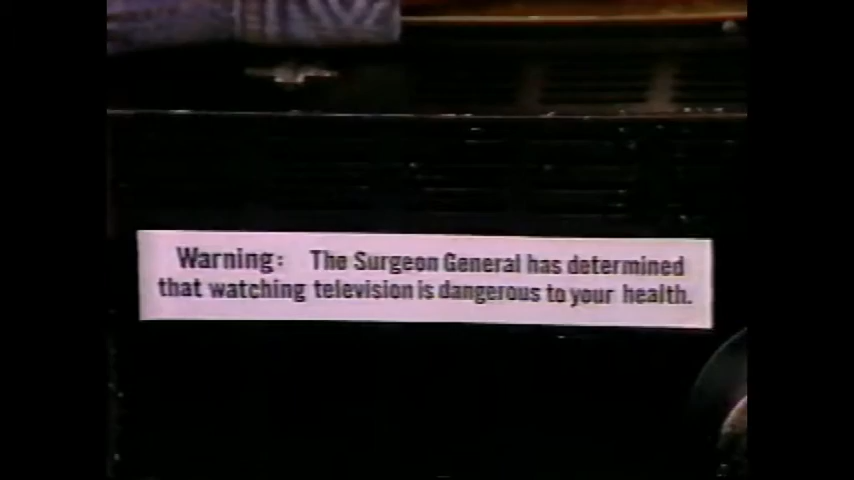 Warning: The Surgeon General has determined
that watching television is dangerous to your health.